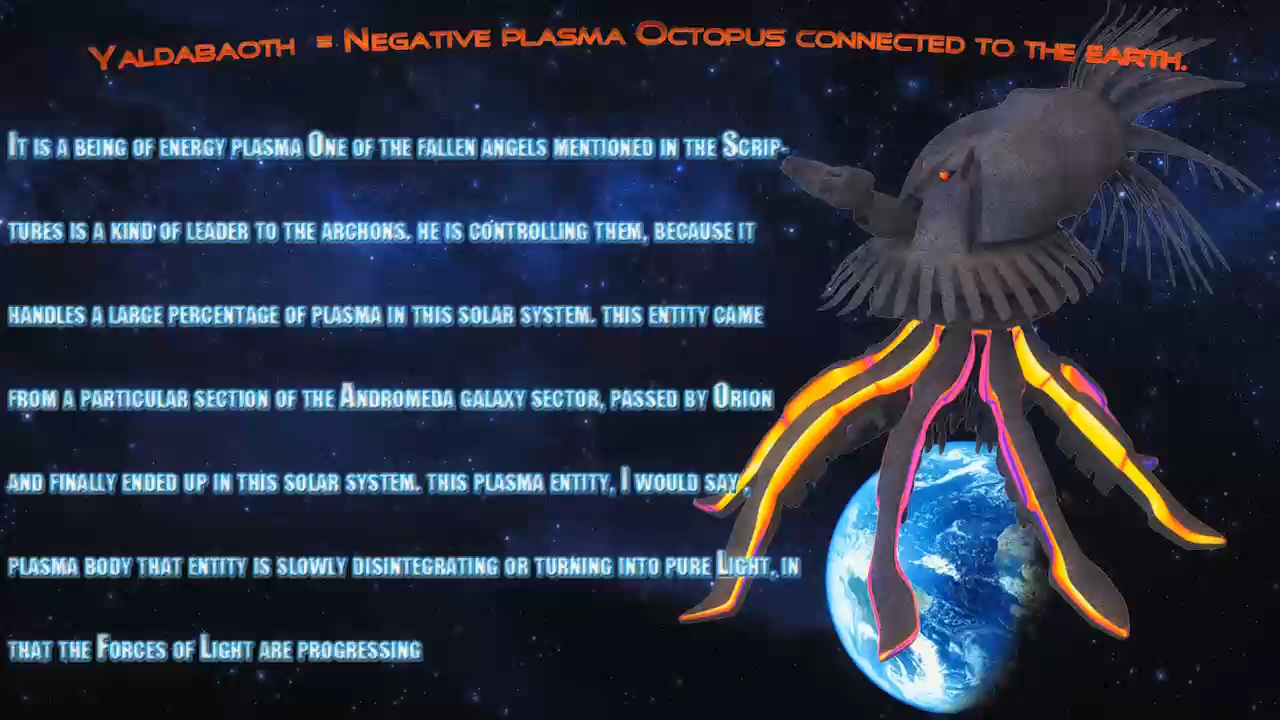 Yaldabaoth = Negative plasma Octopus connected to the earth.
It is a being of energy plasma One of the fallen angels mentioned in the Scrip-
tures is a kind of leader to the archons. he is controlling them, because it
handles a large percentage of plasma in this solar system. this entity came
from a particular section of the Andromeda galaxy sector, passed by Orion
and finally ended up in this solar system. this plasma entity, I would say,
plasma body that entity is slowly disintegrating or turning into pure Light, in
that the Forces of Light are progressing